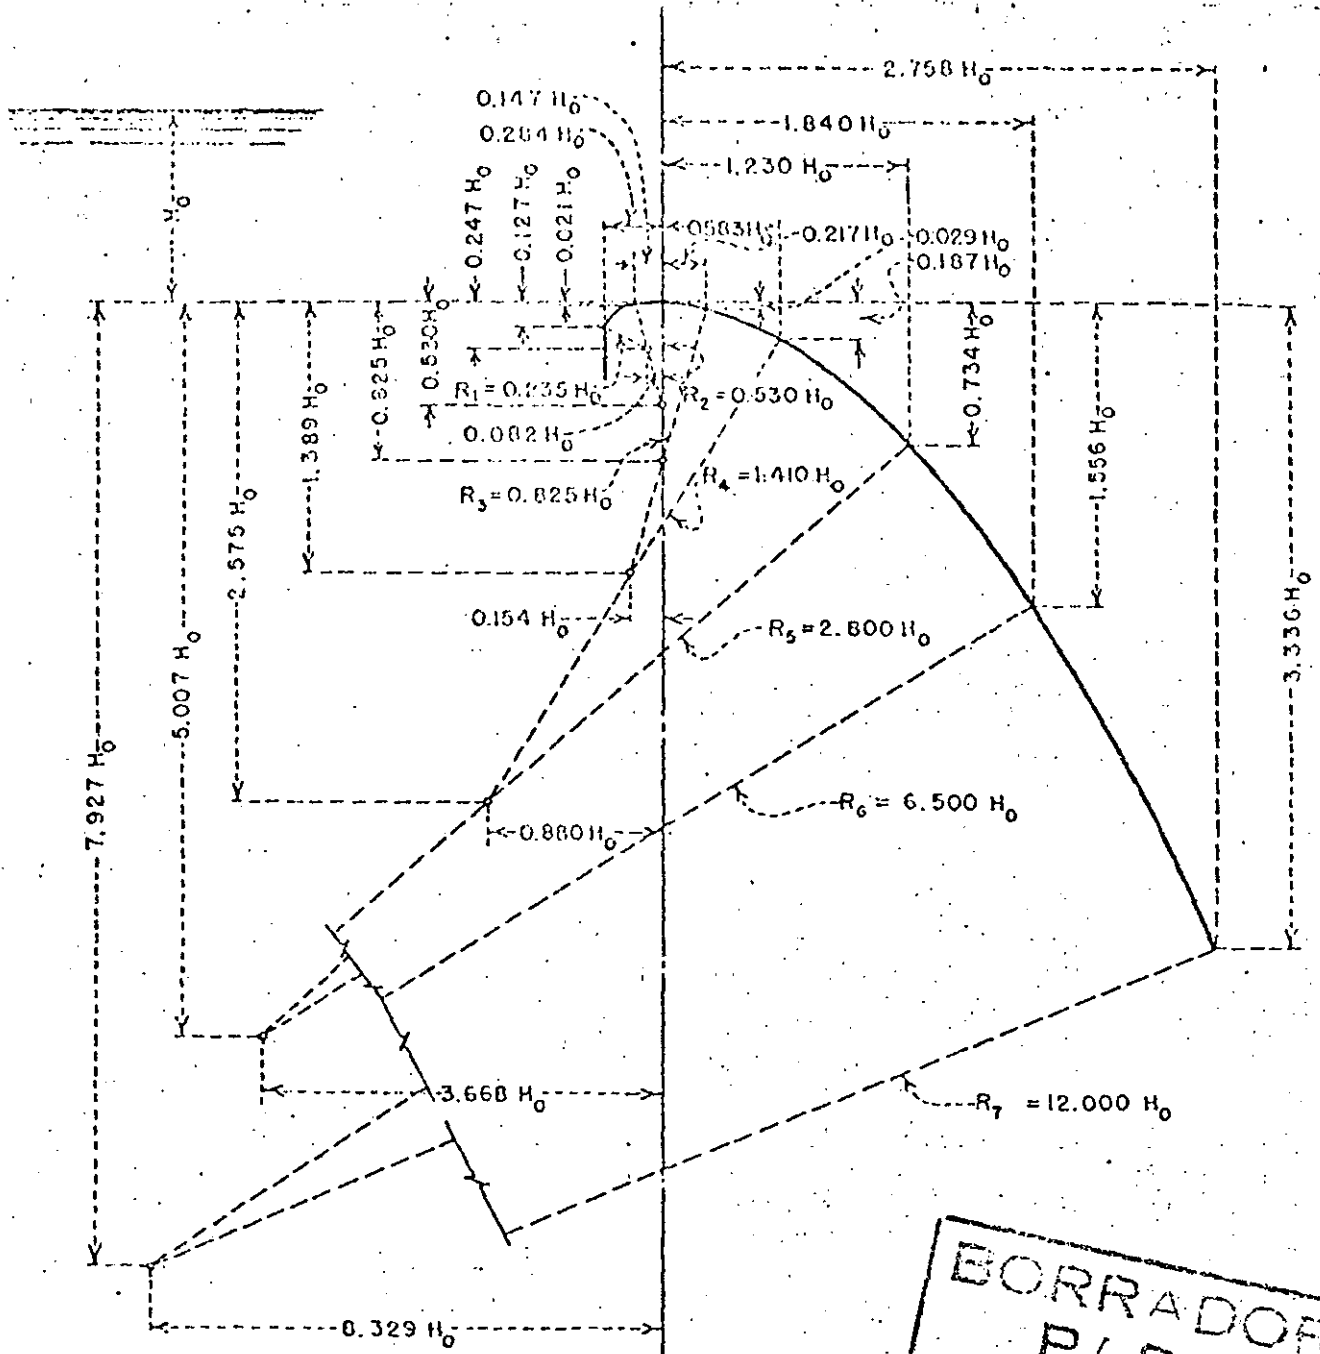 2.758 H₀
0.147 H₀
1.840 H₀
0.284 H₀
1.230 H₀
H₀
0.247 H₀
0.127 H₀
0.021 H₀
0.583 H₀
0.217 H₀
0.029 H₀
0.187 H₀
0.530 H₀
0.825 H₀
1.389 H₀
2.575 H₀
5.007 H₀
7.927 H₀
R₁ = 0.235 H₀
R₂ = 0.530 H₀
0.734 H₀
0.082 H₀
R₃ = 0.825 H₀
R₄ = 1.410 H₀
1.556 H₀
0.154 H₀
R₅ = 2.800 H₀
3.336 H₀
R₆ = 6.500 H₀
0.880 H₀
3.668 H₀
R₇ = 12.000 H₀
8.329 H₀
BORRADOR